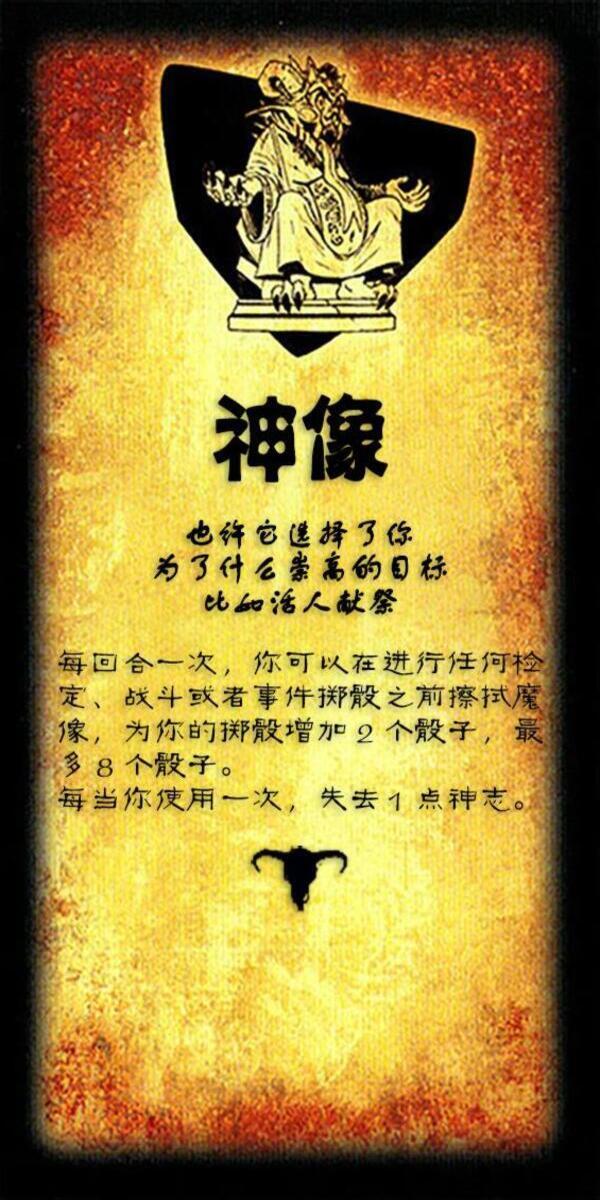 神像
也许它选择了你
为了什么崇高的目标
比如活人献祭
每回合一次，你可以在进行任何检
定、战斗或者事件掷骰之前擦拭魔
像，为你的掷骰增加 2 个骰子，最
多 8 个骰子。
每当你使用一次，失去 1 点神志。